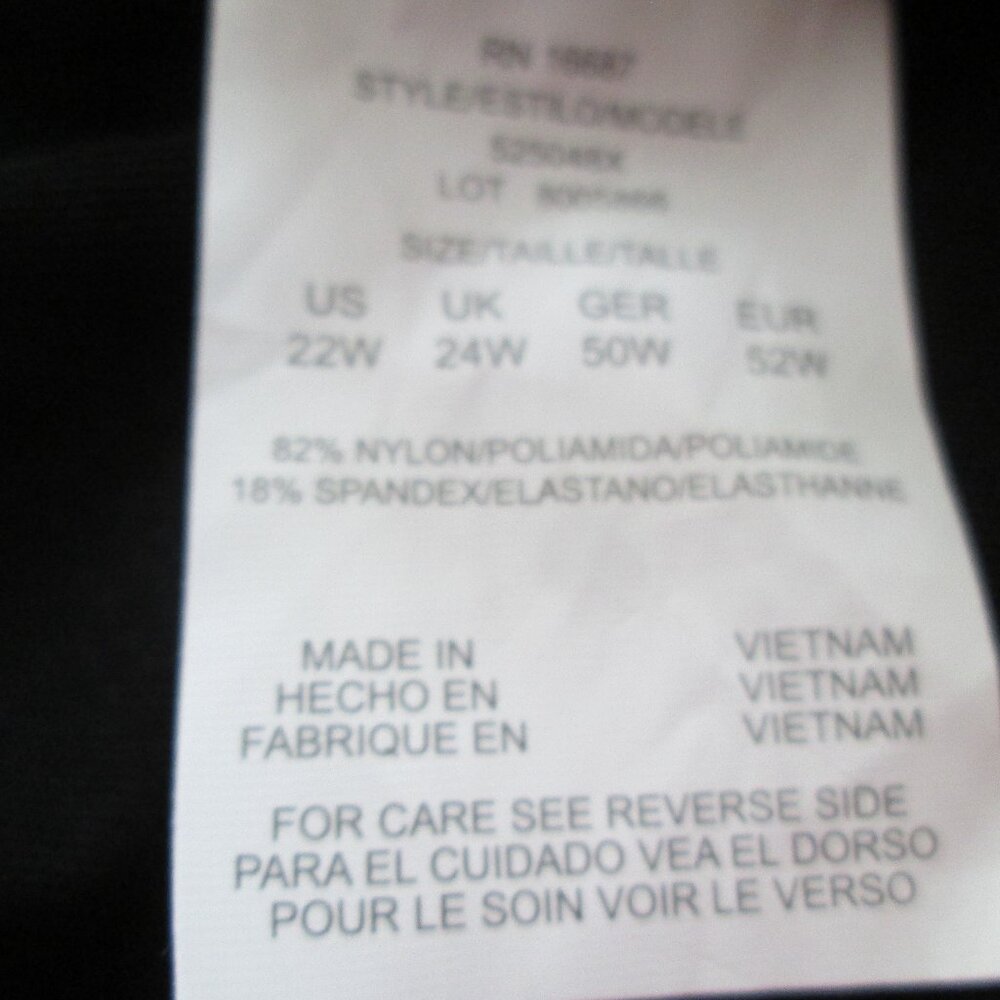 RN
STYLE/ESTILO/MODELE
LOT
SIZE/TAILLE/TALLE
US UK GER EUR
22W 24W 50W 52W
82% NYLON/POLIAMIDA/POLIAMIDE
18% SPANDEX/ELASTANO/ELASTHANNE
MADE IN VIETNAM
HECHO EN VIETNAM
FABRIQUE EN VIETNAM
FOR CARE SEE REVERSE SIDE
PARA EL CUIDADO VEA EL DORSO
POUR LE SOIN VOIR LE VERSO